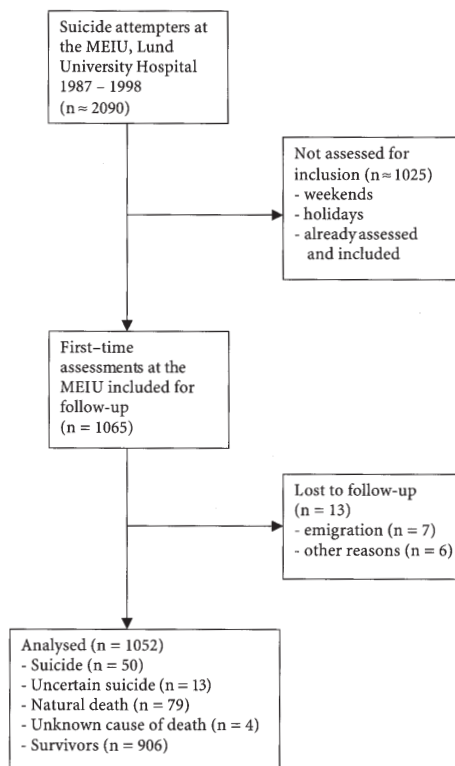 Suicide attempters at
the MEIU, Lund
University Hospital
1987 – 1998
(n ≈ 2090)
Not assessed for
inclusion (n≈ 1025)
- weekends
- holidays
- already assessed
and included
First–time
assessments at the
MEIU included for
follow-up
(n = 1065)
Lost to follow-up
(n = 13)
- emigration (n = 7)
- other reasons (n = 6)
Analysed (n = 1052)
- Suicide (n = 50)
- Uncertain suicide (n = 13)
- Natural death (n = 79)
- Unknown cause of death (n = 4)
- Survivors (n = 906)